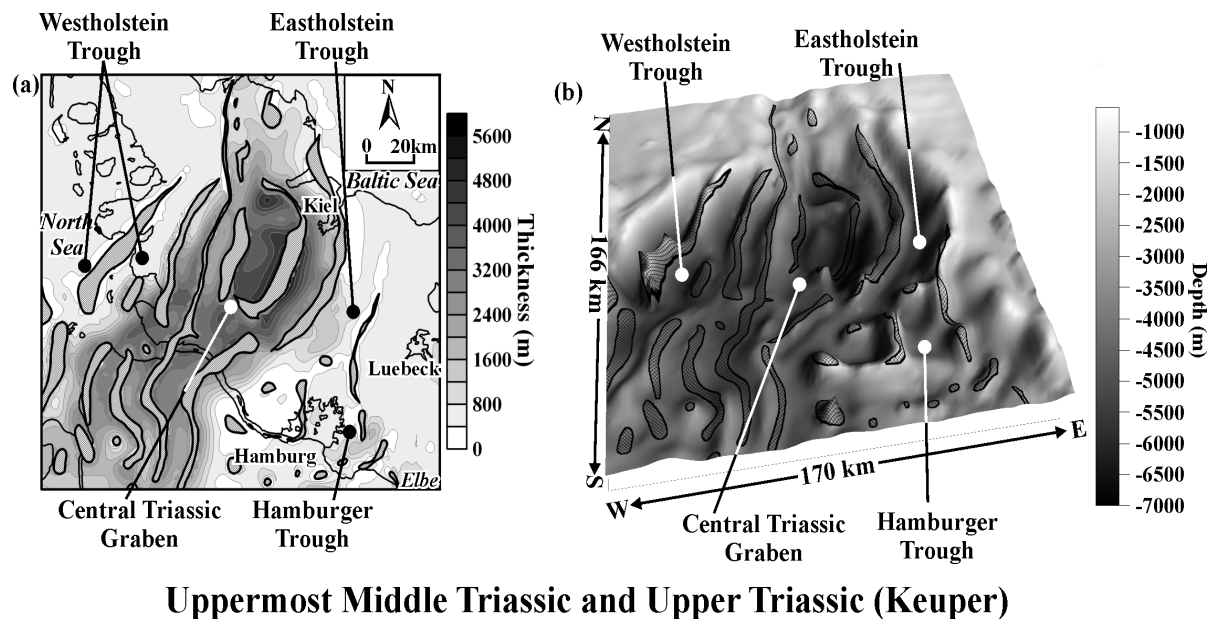 Westholstein
Trough
Eastholstein
Trough
(a)
N
0 20km
Baltic Sea
North
Sea
Kiel
Luebeck
Hamburg
Elbe
5600
4800
4000
3200
2400
1600
800
0
Thickness (m)
Central Triassic
Graben
Hamburger
Trough
Westholstein
Trough
Eastholstein
Trough
(b)
N
166 km
S
W
170 km
E
-1000
-1500
-2000
-2500
-3000
-3500
-4000
-4500
-5000
-5500
-6000
-6500
-7000
Depth (m)
Central Triassic
Graben
Hamburger
Trough
Uppermost Middle Triassic and Upper Triassic (Keuper)